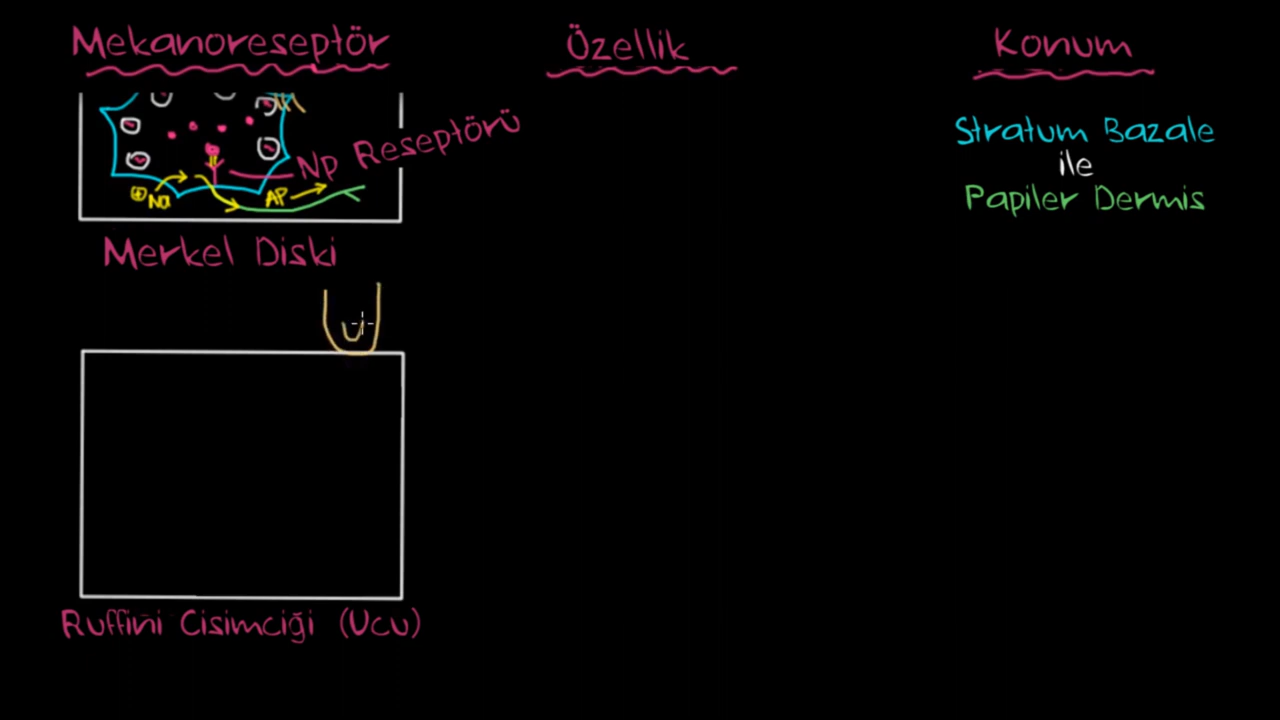 Mekanoreseptör
Özellik
Konum
Np Reseptörü
+ Na
AP
Merkel Diski
Stratum Bazale
ile
Papiler Dermis
Ruffini Cisimciği (Ucu)